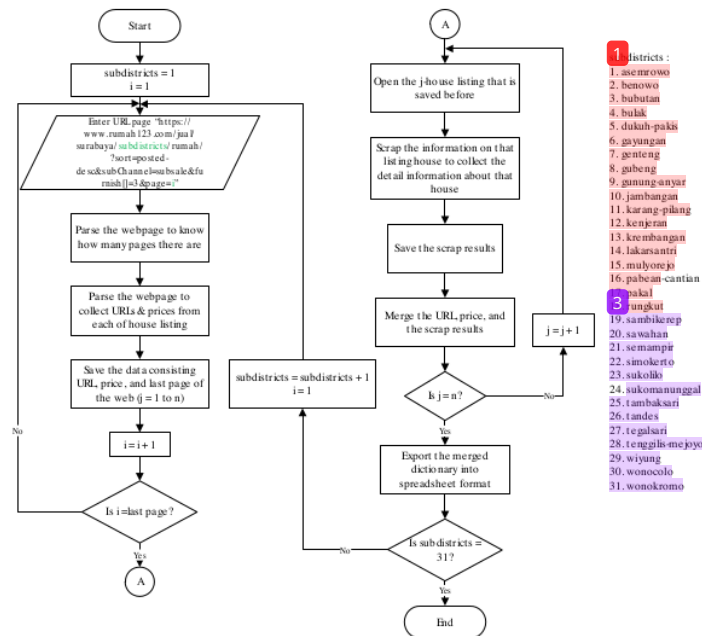 Start
subdistricts = 1
i = 1
Enter URL page "https://
www.rumah123.com/jual/
surabaya/subdistricts/rumah/
?sort=posted-
desc&subChannel=subsale&fu
rnish[]=3&page=i"
Parse the webpage to know
how many pages there are
Parse the webpage to
collect URLs & prices from
each of house listing
Save the data consisting
URL, price, and last page of
the web (j = 1 to n)
i = i + 1
Is i=last page?
No
Yes
A
A
Open the j-house listing that is
saved before
Scrap the information on that
listing house to collect the
detail information about that
house
Save the scrap results
Merge the URL, price, and
the scrap results
j = j + 1
Is j = n?
No
Yes
Export the merged
dictionary into
spreadsheet format
subdistricts = subdistricts + 1
i = 1
Is subdistricts =
31?
No
Yes
End
1
districts :
1. asemrowo
2. benowo
3. bubutan
4. bulak
5. dukuh-pakis
6. gayungan
7. genteng
8. gubeng
9. gunung-anyar
10. jambangan
11. karang-pilang
12. kenjeran
13. krembangan
14. lakarsantri
15. mulyorejo
16. pabean-cantian
pakal
3
rungkut
19. sambikerep
20. sawahan
21. semampir
22. simokerto
23. sukolilo
24. sukomanunggal
25. tambaksari
26. tandes
27. tegalsari
28. tenggilis-mejoyo
29. wiyung
30. wonocolo
31. wonokromo